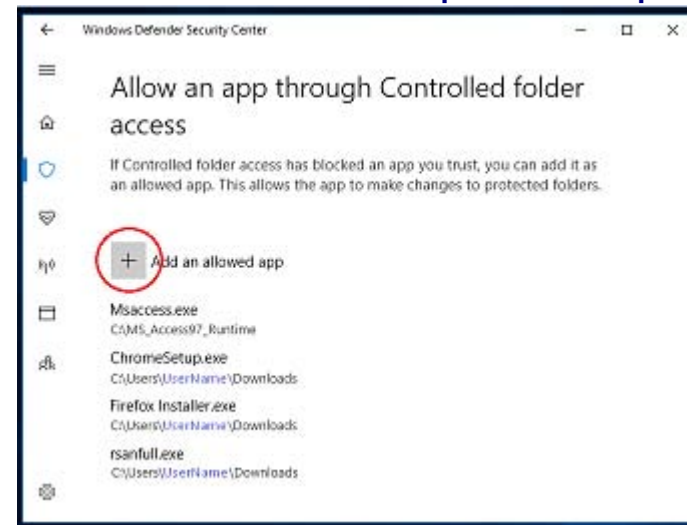 Windows Defender Security Center
Allow an app through Controlled folder
access
If Controlled folder access has blocked an app you trust, you can add it as
an allowed app. This allows the app to make changes to protected folders.
+ Add an allowed app
Msaccess.exe
C:\MS_Access97_Runtime
ChromeSetup.exe
C:\Users\UserName\Downloads
Firefox Installer.exe
C:\Users\UserName\Downloads
rsanfull.exe
C:\Users\UserName\Downloads